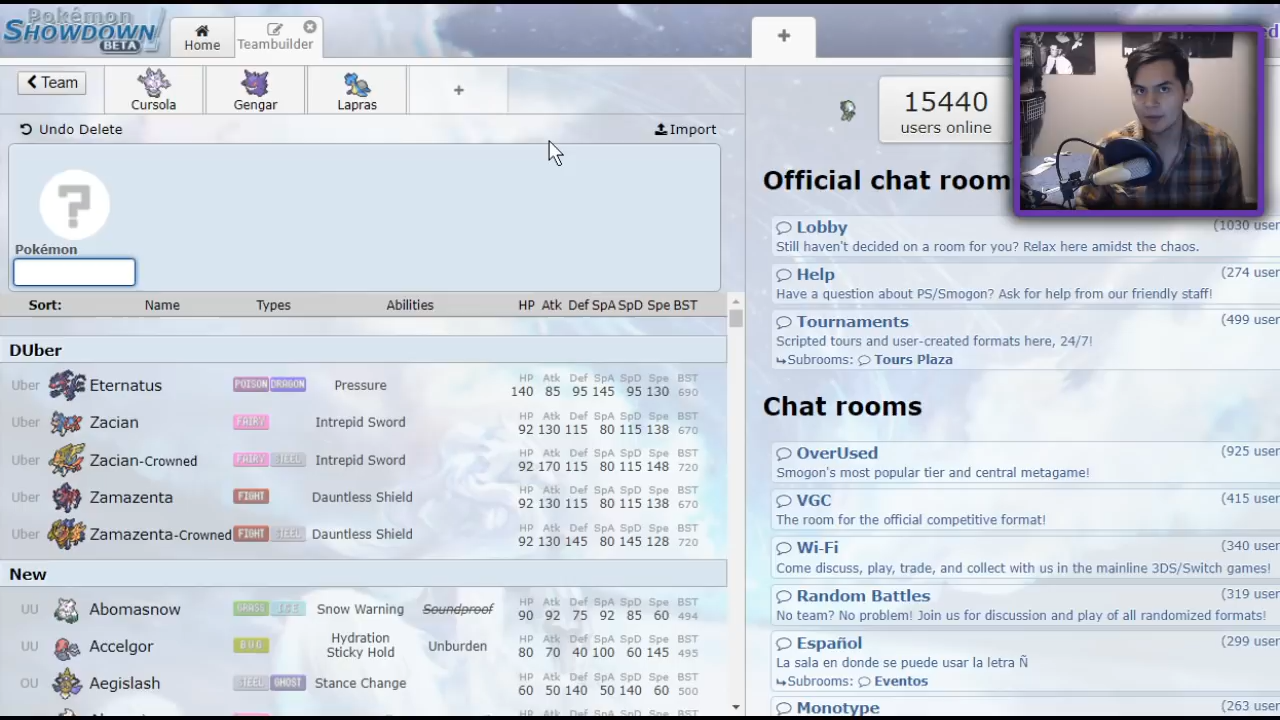 Pokémon
SHOWDOWN
BETA
Home
Teambuilder
+
Team
Cursola
Gengar
Lapras
+
Undo Delete
Import
?
Pokémon
Sort: Name Types Abilities HP Atk Def SpA SpD Spe BST
DUber
Uber Eternatus POISON DRAGON Pressure HP 140 Atk 85 Def 95 SpA 145 SpD 95 Spe 130 BST 690
Uber Zacian FAIRY Intrepid Sword HP 92 Atk 130 Def 115 SpA 80 SpD 115 Spe 138 BST 670
Uber Zacian-Crowned FAIRY STEEL Intrepid Sword HP 92 Atk 170 Def 115 SpA 80 SpD 115 Spe 148 BST 720
Uber Zamazenta FIGHT Dauntless Shield HP 92 Atk 130 Def 115 SpA 80 SpD 115 Spe 138 BST 670
Uber Zamazenta-Crowned FIGHT STEEL Dauntless Shield HP 92 Atk 130 Def 145 SpA 80 SpD 145 Spe 128 BST 720
New
UU Abomasnow GRASS ICE Snow Warning Soundproof HP 90 Atk 92 Def 75 SpA 92 SpD 85 Spe 60 BST 494
UU Accelgor BUG Hydration Sticky Hold Unburden HP 80 Atk 70 Def 40 SpA 100 SpD 60 Spe 145 BST 495
OU Aegislash STEEL GHOST Stance Change HP 60 Atk 50 Def 140 SpA 50 SpD 140 Spe 60 BST 500
15440
users online
Official chat room
Lobby (1030 user
Still haven't decided on a room for you? Relax here amidst the chaos.
Help (274 user
Have a question about PS/Smogon? Ask for help from our friendly staff!
Tournaments (499 user
Scripted tours and user-created formats here, 24/7!
↳Subrooms: Tours Plaza
Chat rooms
OverUsed (925 user
Smogon's most popular tier and central metagame!
VGC (415 user
The room for the official competitive format!
Wi-Fi (340 user
Come discuss, play, trade, and collect with us in the mainline 3DS/Switch games!
Random Battles (319 user
No team? No problem! Join us for discussion and play of all randomized formats!
Español (299 user
La sala en donde se puede usar la letra Ñ
↳Subrooms: Eventos
Monotype (263 user